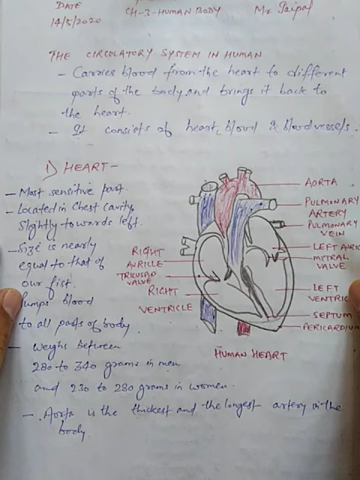 DATE CH-3-HUMAN BODY Mr. Jaipal
14/5/2020
THE CIRCULATORY SYSTEM IN HUMAN
- Carries blood from the heart to different
parts of the body and brings it back to
the heart.
- It consists of heart, blood & blood vessels.
1) HEART-
- Most sensitive part.
- Located in Chest Cavity
Slightly towards left.
- Size is nearly
equal to that of
our fist.
Pumps blood
to all parts of body.
- weighs between
280 to 340 grams in men
and 230 to 280 grams in women.
- Aorta is the thickest and the longest artery in the
body.
AORTA
PULMONARY
ARTERY
PULMONARY
VEIN
LEFT
MITRAL
VALVE
LEFT
SEPTUM
PERICARDIUM
RIGHT
AURICLE
VALVE
RIGHT
VENTRICLE
HUMAN HEART